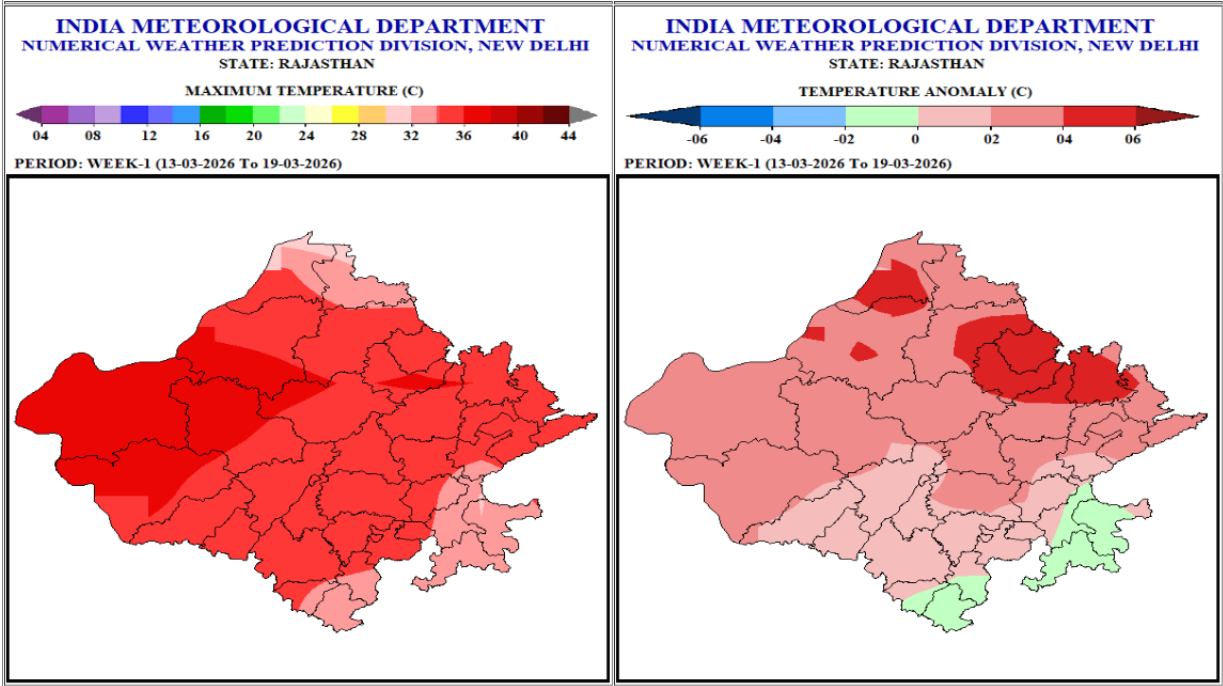 INDIA METEOROLOGICAL DEPARTMENT
NUMERICAL WEATHER PREDICTION DIVISION, NEW DELHI
STATE: RAJASTHAN
MAXIMUM TEMPERATURE (C)
04 08 12 16 20 24 28 32 36 40 44
PERIOD: WEEK-1 (13-03-2026 To 19-03-2026)
INDIA METEOROLOGICAL DEPARTMENT
NUMERICAL WEATHER PREDICTION DIVISION, NEW DELHI
STATE: RAJASTHAN
TEMPERATURE ANOMALY (C)
-06 -04 -02 0 02 04 06
PERIOD: WEEK-1 (13-03-2026 To 19-03-2026)